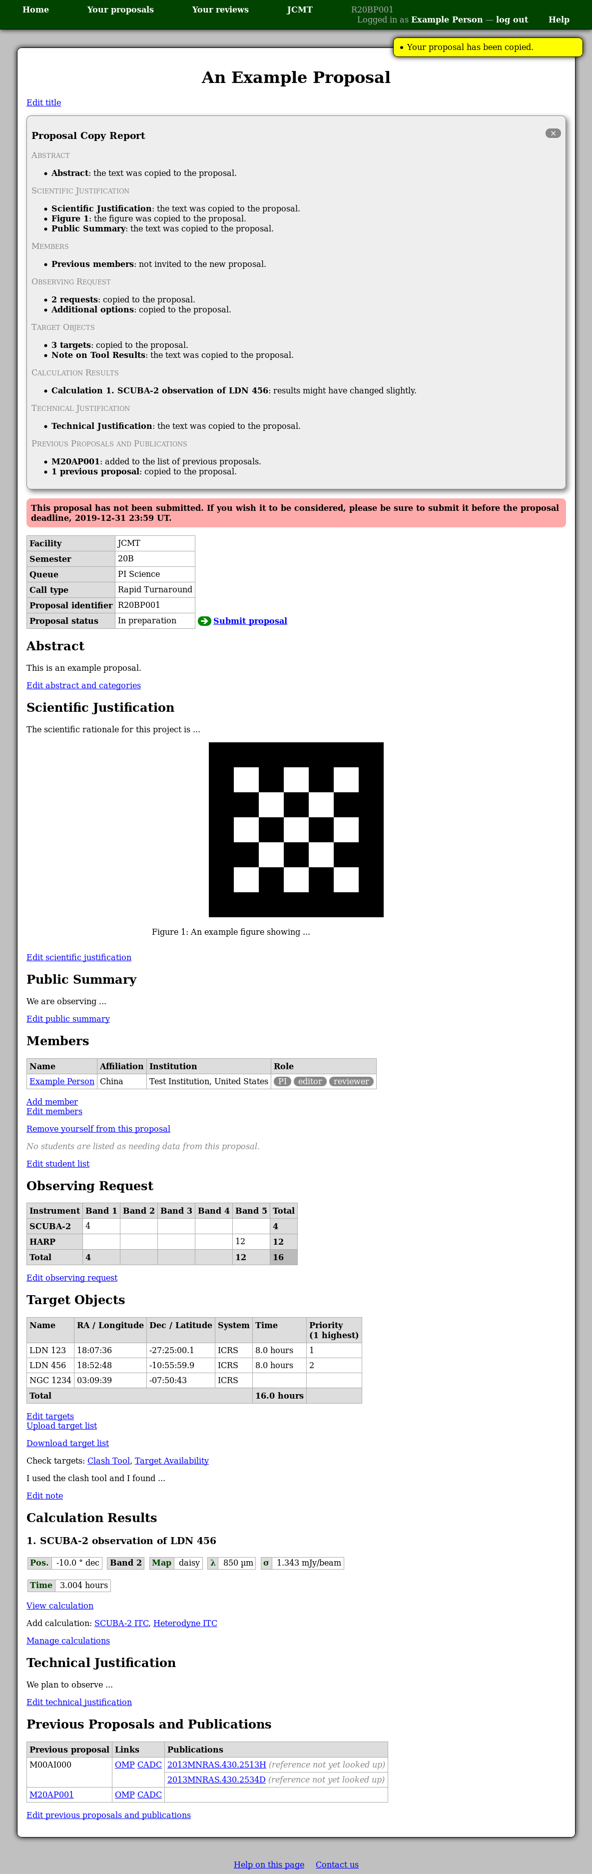 Home Your proposals Your reviews JCMT R20BP001
Logged in as Example Person — log out Help
• Your proposal has been copied.
An Example Proposal
Edit title
Proposal Copy Report ×
Abstract
• Abstract: the text was copied to the proposal.
Scientific Justification
• Scientific Justification: the text was copied to the proposal.
• Figure 1: the figure was copied to the proposal.
• Public Summary: the text was copied to the proposal.
Members
• Previous members: not invited to the new proposal.
Observing Request
• 2 requests: copied to the proposal.
• Additional options: copied to the proposal.
Target Objects
• 3 targets: copied to the proposal.
• Note on Tool Results: the text was copied to the proposal.
Calculation Results
• Calculation 1. SCUBA-2 observation of LDN 456: results might have changed slightly.
Technical Justification
• Technical Justification: the text was copied to the proposal.
Previous Proposals and Publications
• M20AP001: added to the list of previous proposals.
• 1 previous proposal: copied to the proposal.
This proposal has not been submitted. If you wish it to be considered, please be sure to submit it before the proposal
deadline, 2019-12-31 23:59 UT.
Facility JCMT
Semester 20B
Queue PI Science
Call type Rapid Turnaround
Proposal identifier R20BP001
Proposal status In preparation ➔ Submit proposal
Abstract
This is an example proposal.
Edit abstract and categories
Scientific Justification
The scientific rationale for this project is ...
Figure 1: An example figure showing ...
Edit scientific justification
Public Summary
We are observing ...
Edit public summary
Members
Name Affiliation Institution Role
Example Person China Test Institution, United States PI editor reviewer
Add member
Edit members
Remove yourself from this proposal
No students are listed as needing data from this proposal.
Edit student list
Observing Request
Instrument Band 1 Band 2 Band 3 Band 4 Band 5 Total
SCUBA-2 4 4
HARP 12 12
Total 4 12 16
Edit observing request
Target Objects
Name RA / Longitude Dec / Latitude System Time Priority
(1 highest)
LDN 123 18:07:36 -27:25:00.1 ICRS 8.0 hours 1
LDN 456 18:52:48 -10:55:59.9 ICRS 8.0 hours 2
NGC 1234 03:09:39 -07:50:43 ICRS
Total 16.0 hours
Edit targets
Upload target list
Download target list
Check targets: Clash Tool, Target Availability
I used the clash tool and I found ...
Edit note
Calculation Results
1. SCUBA-2 observation of LDN 456
Pos. -10.0 ° dec Band 2 Map daisy λ 850 µm σ 1.343 mJy/beam
Time 3.004 hours
View calculation
Add calculation: SCUBA-2 ITC, Heterodyne ITC
Manage calculations
Technical Justification
We plan to observe ...
Edit technical justification
Previous Proposals and Publications
Previous proposal Links Publications
M00AI000 OMP CADC 2013MNRAS.430.2513H (reference not yet looked up)
2013MNRAS.430.2534D (reference not yet looked up)
M20AP001 OMP CADC
Edit previous proposals and publications
Help on this page Contact us